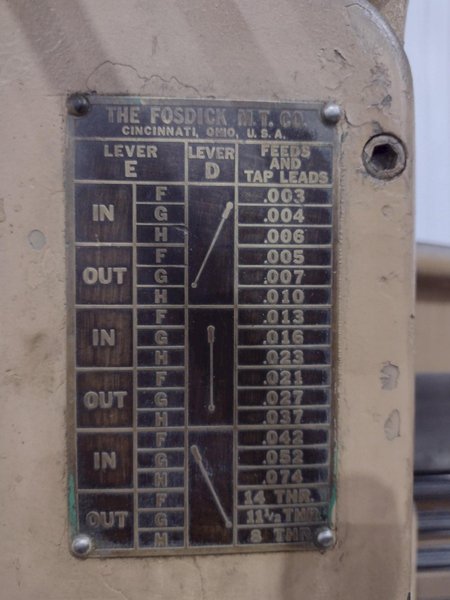 THE FOSDICK M.T. CO.
CINCINNATI, OHIO, U.S.A.
LEVER E LEVER D FEEDS AND TAP LEADS
IN F .003
G .004
H .006
OUT F .005
G .007
H .010
IN F .013
G .016
H .023
OUT F .021
G .027
H .037
IN F .042
G .052
H .074
OUT F 14 THR.
G 11½ THR.
H 8 THR.